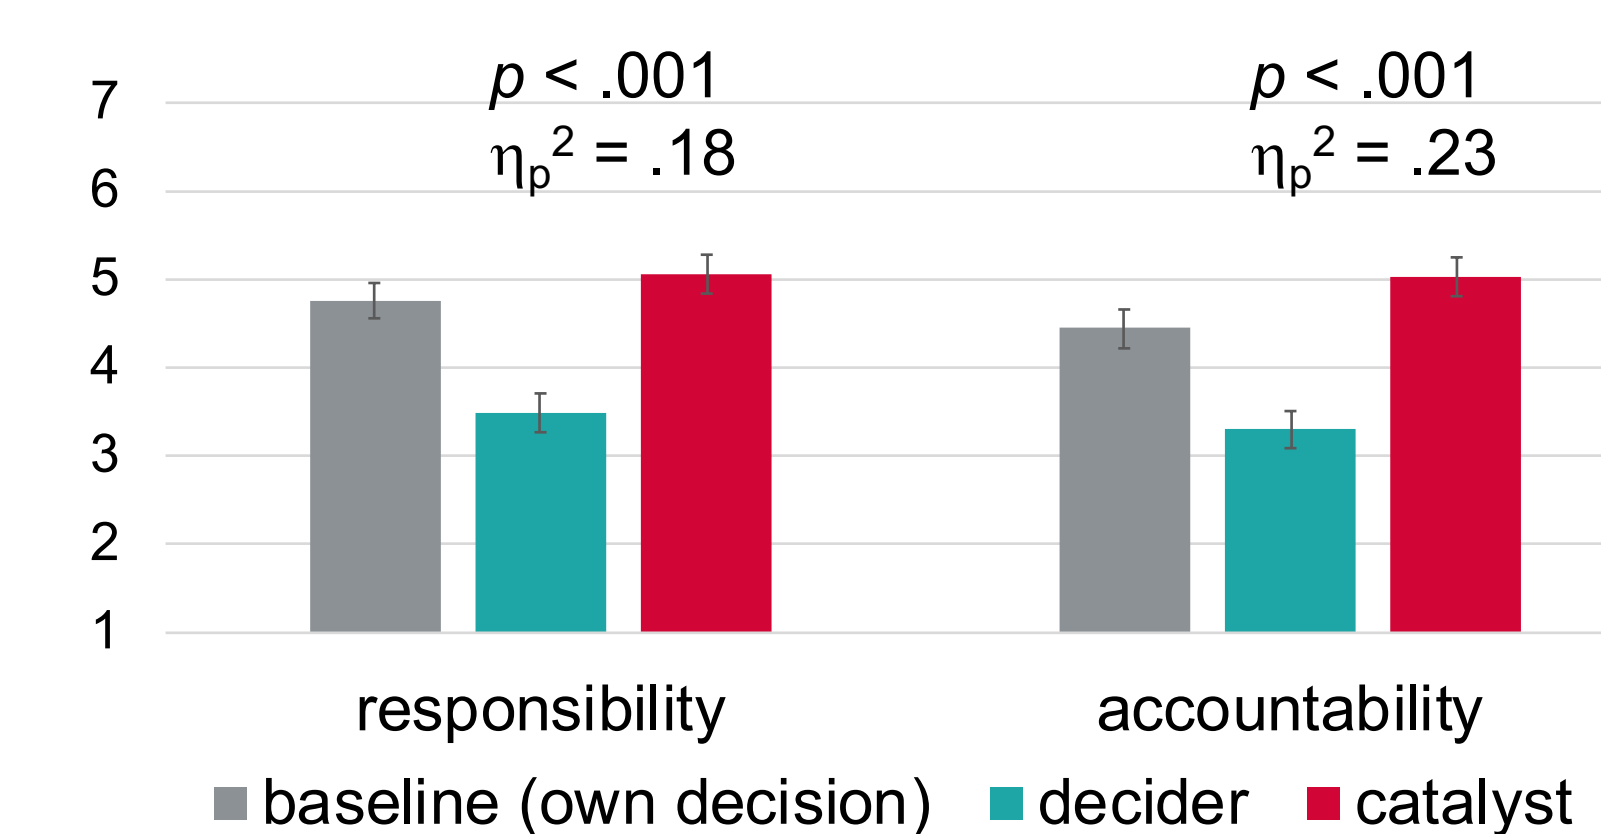 p < .001
ηp² = .18
p < .001
ηp² = .23
7
6
5
4
3
2
1
responsibility
accountability
baseline (own decision) decider catalyst